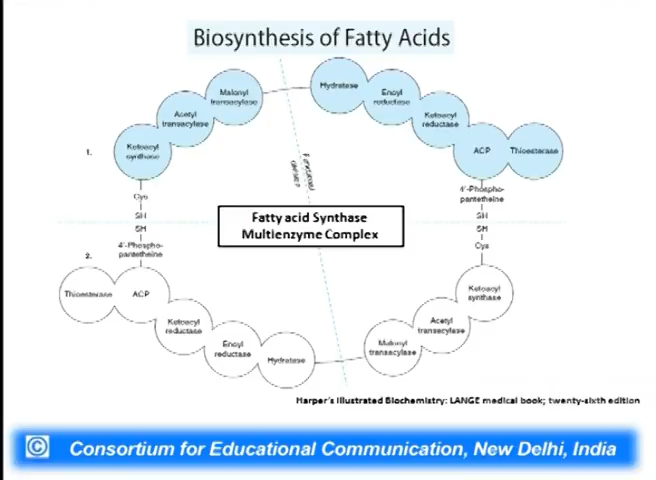 Biosynthesis of Fatty Acids
Malonyl
transacylase
Acetyl
transacylase
Ketoacyl
synthase
Hydratase
Enoyl
reductase
Ketoacyl
reductase
ACP
Thioesterase
1.
Cys
SH
SH
4'-Phospho-
pantetheine
Functional
division
4'-Phospho-
pantetheine
SH
SH
Cys
Fatty acid Synthase
Multienzyme Complex
2.
Thioesterase
ACP
Ketoacyl
reductase
Enoyl
reductase
Hydratase
Ketoacyl
synthase
Acetyl
transacylase
Malonyl
transacylase
Harper's Illustrated Biochemistry: LANGE medical book; twenty-sixth edition
© Consortium for Educational Communication, New Delhi, India